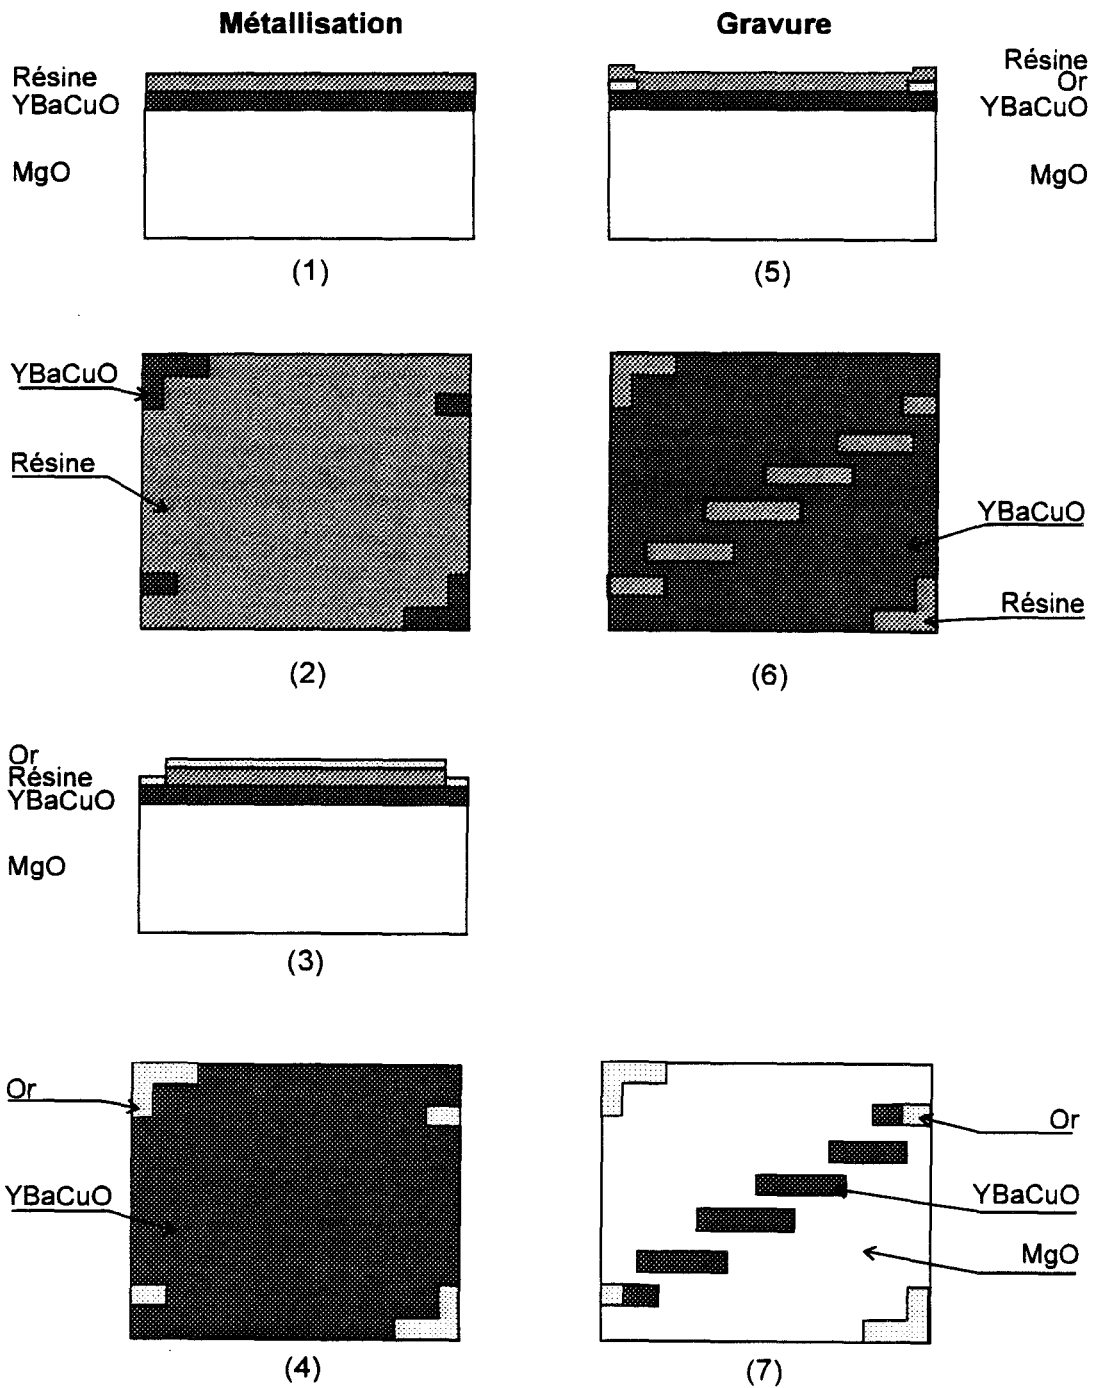 Métallisation
Gravure
Résine
YBaCuO
MgO
(1)
Résine
Or
YBaCuO
MgO
(5)
YBaCuO
Résine
(2)
YBaCuO
Résine
(6)
Or
Résine
YBaCuO
MgO
(3)
Or
YBaCuO
(4)
Or
YBaCuO
MgO
(7)